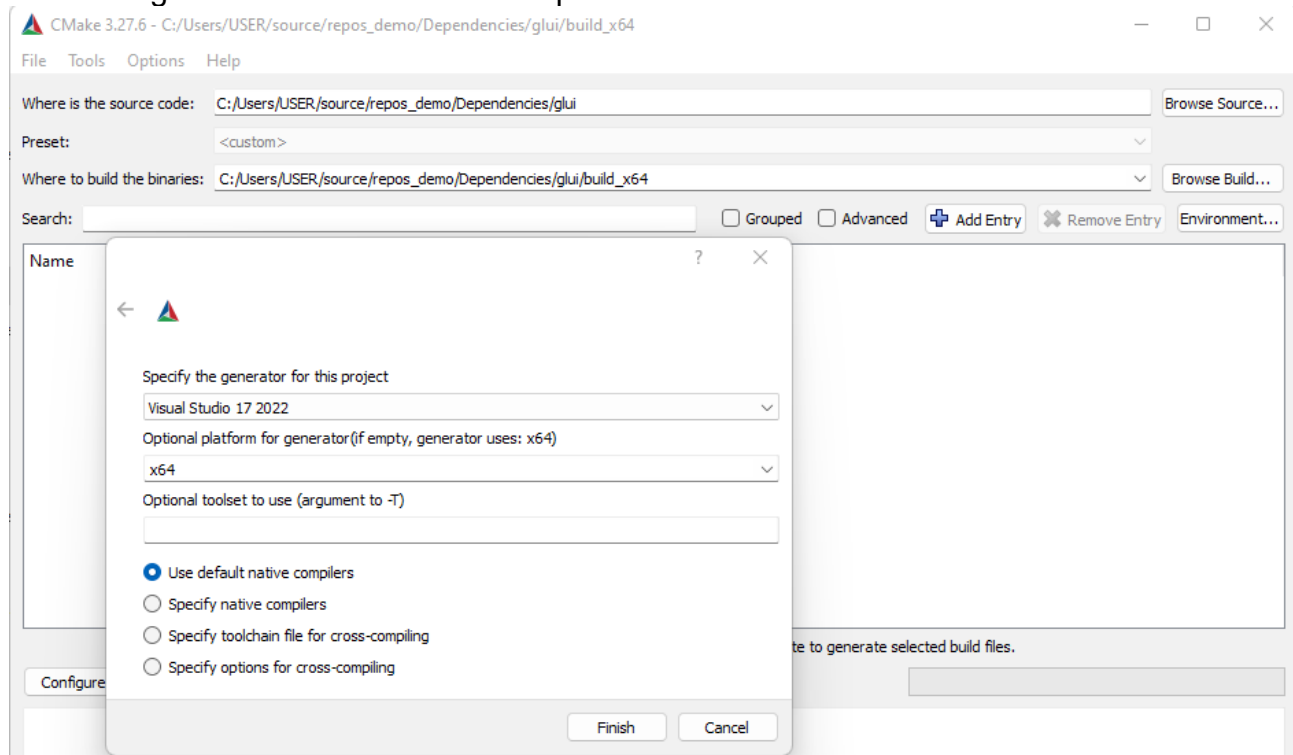 CMake 3.27.6 - C:/Users/USER/source/repos_demo/Dependencies/glui/build_x64
File Tools Options Help
Where is the source code: C:/Users/USER/source/repos_demo/Dependencies/glui Browse Source...
Preset: <custom>
Where to build the binaries: C:/Users/USER/source/repos_demo/Dependencies/glui/build_x64 Browse Build...
Search: Grouped Advanced Add Entry Remove Entry Environment...
Name
?
Specify the generator for this project
Visual Studio 17 2022
Optional platform for generator(if empty, generator uses: x64)
x64
Optional toolset to use (argument to -T)
Use default native compilers
Specify native compilers
Specify toolchain file for cross-compiling
Specify options for cross-compiling
te to generate selected build files.
Configure
Finish Cancel